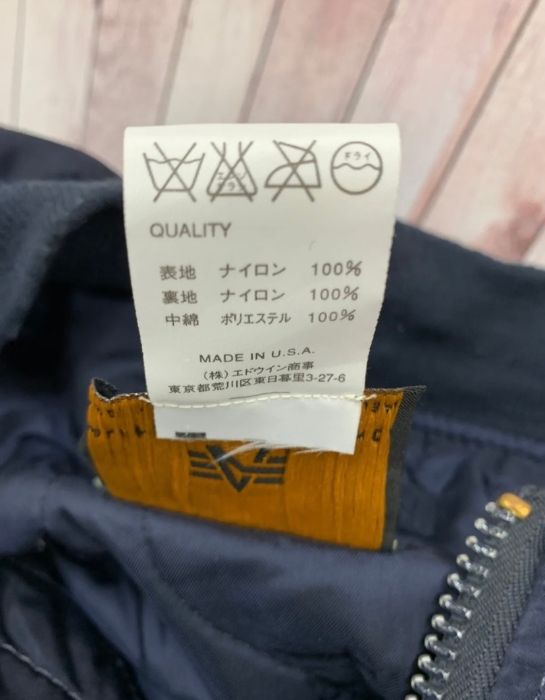 エンソ
サラシ
ドライ
QUALITY
表地 ナイロン 100%
裏地 ナイロン 100%
中綿 ポリエステル 100%
MADE IN U.S.A.
(株) エドウイン商事
東京都荒川区東日暮里3-27-6